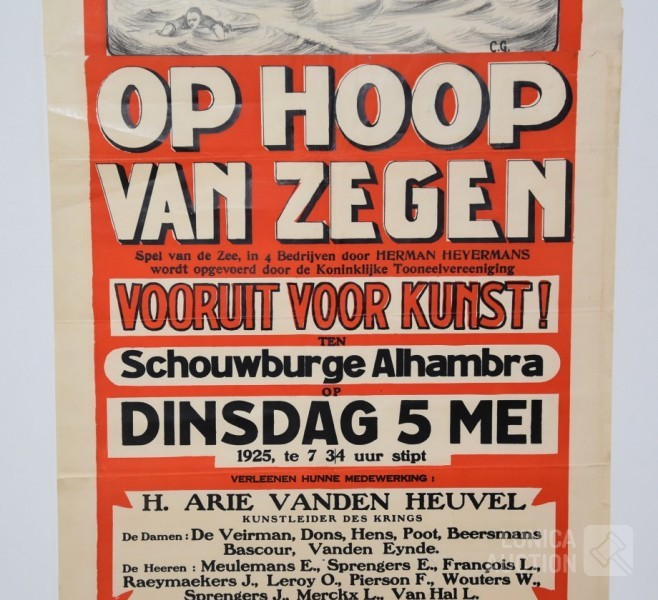 C.G.
OP HOOP
VAN ZEGEN
Spel van de Zee, in 4 Bedrijven door HERMAN HEYERMANS
wordt opgevoerd door de Koninklijke Tooneelvereeniging
VOORUIT VOOR KUNST!
TEN
Schouwburge Alhambra
OP
DINSDAG 5 MEI
1925, te 7 34 uur stipt
VERLEENEN HUNNE MEDEWERKING :
H. ARIE VANDEN HEUVEL
KUNSTLEIDER DES KRINGS
De Damen : De Veirman, Dons, Hens, Poot, Beersmans
Bascour, Vanden Eynde.
De Heeren : Meulemans E., Sprengers E., François L.,
Raeymaekers J., Leroy O., Pierson F., Wouters W.,
Sprengers J., Merckx L., Van Hal L.
LONICA
AUCTION